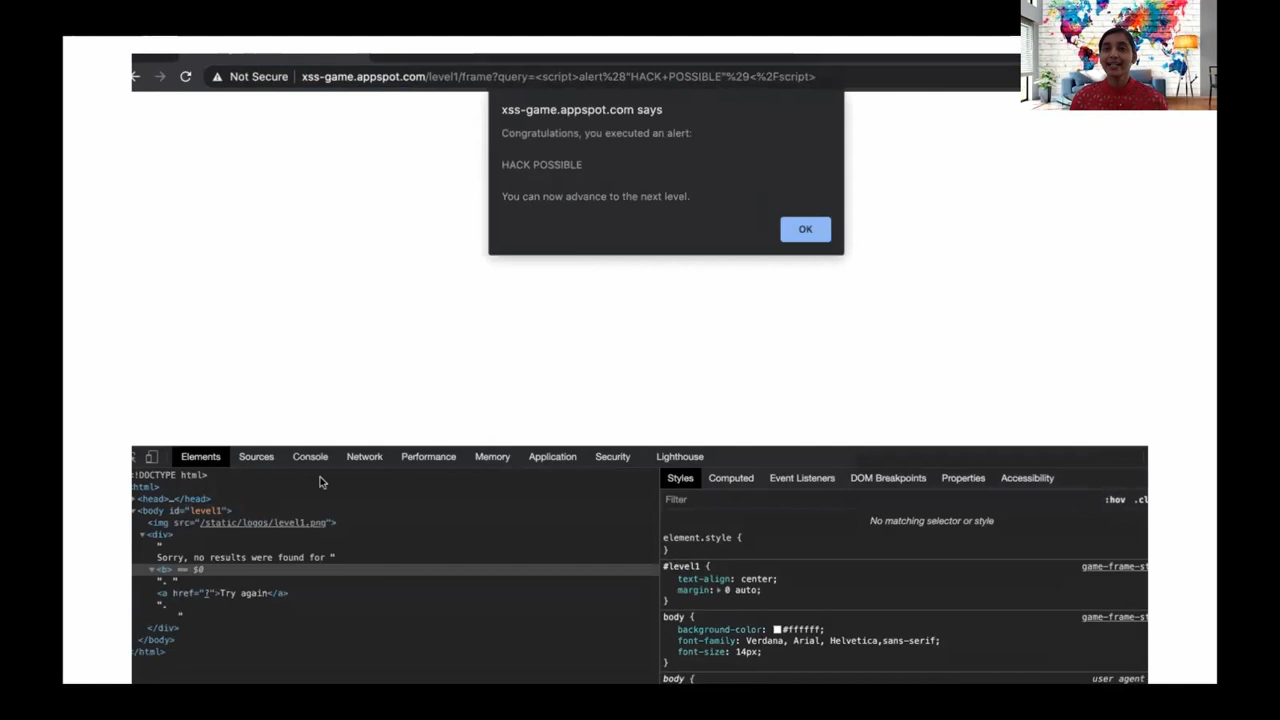 Not Secure xss-game.appspot.com/level1/frame?query=<script>alert%28"HACK+POSSIBLE"%29<%2Fscript>
xss-game.appspot.com says
Congratulations, you executed an alert:
HACK POSSIBLE
You can now advance to the next level.
OK
Elements Sources Console Network Performance Memory Application Security Lighthouse
!DOCTYPE html>
html>
<head>…</head>
<body id="level1">
<img src="/static/logos/level1.png">
<div>
"
Sorry, no results were found for "
<b> == $0
". "
<a href="?">Try again</a>
".
"
</div>
</body>
/html>
Styles Computed Event Listeners DOM Breakpoints Properties Accessibility
Filter :hov .cl
No matching selector or style
element.style {
}
#level1 { game-frame-st
text-align: center;
margin: 0 auto;
}
body { game-frame-st
background-color: #ffffff;
font-family: Verdana, Arial, Helvetica,sans-serif;
font-size: 14px;
}
body { user agent